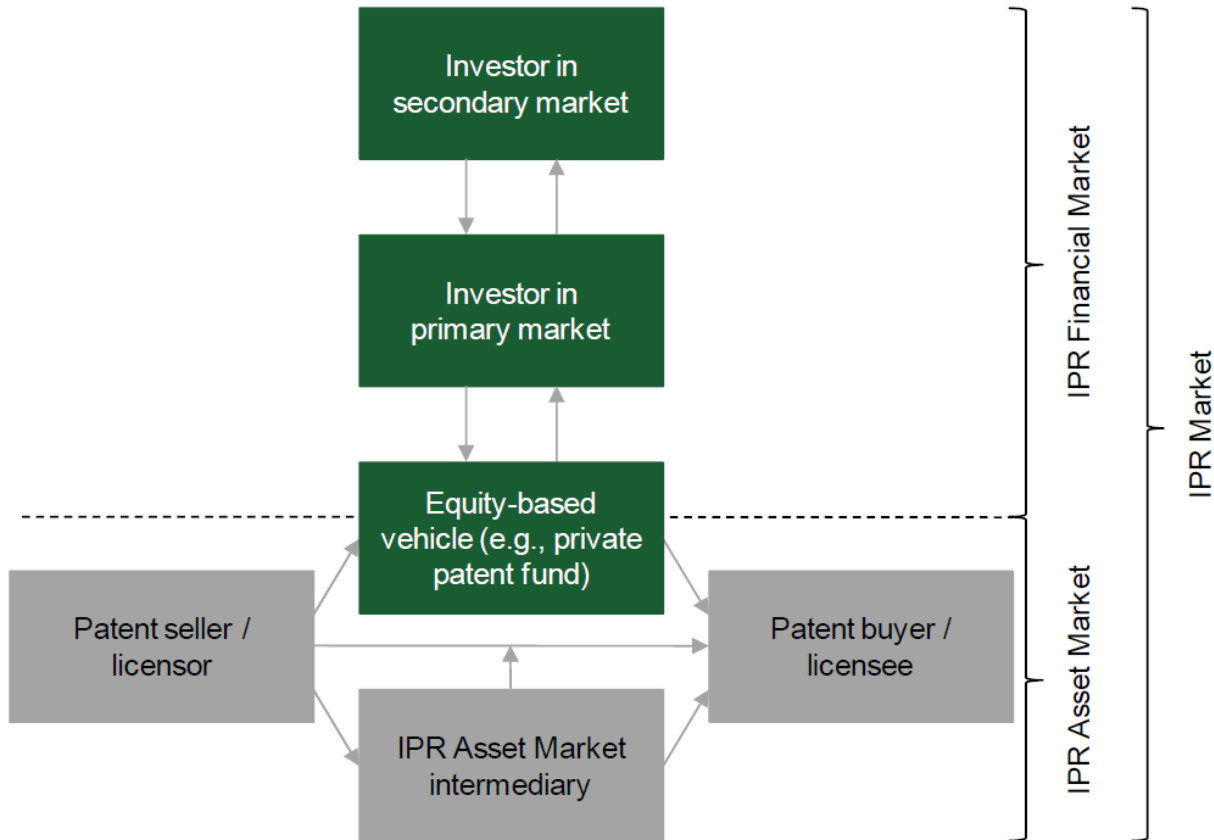 Investor in
secondary market
Investor in
primary market
Equity-based
vehicle (e.g., private
patent fund)
Patent seller /
licensor
Patent buyer /
licensee
IPR Asset Market
intermediary
IPR Financial Market
IPR Asset Market
IPR Market